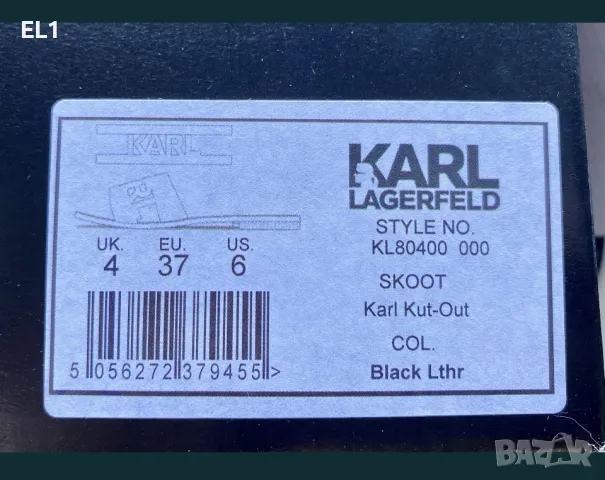 EL1
KARL
KARL
LAGERFELD
STYLE NO.
KL80400 000
UK. EU. US.
4 37 6
SKOOT
Karl Kut-Out
COL.
Black Lthr
5 056272 379455 >
BAZAR